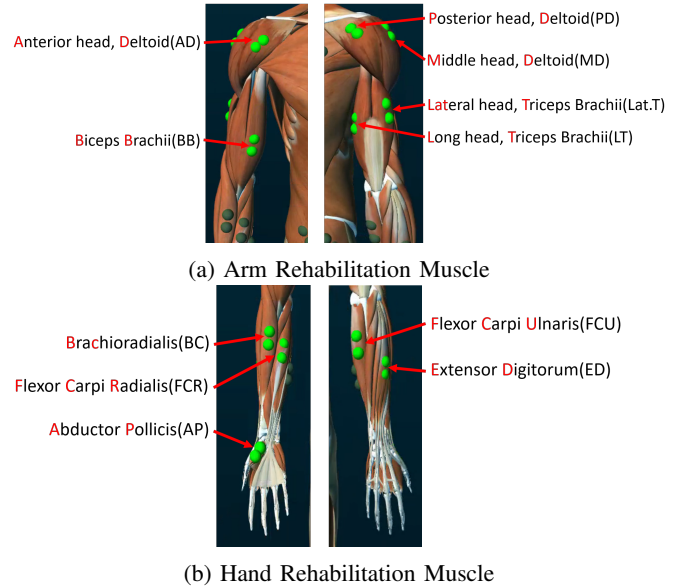 Anterior head, Deltoid(AD)
Biceps Brachii(BB)
Posterior head, Deltoid(PD)
Middle head, Deltoid(MD)
Lateral head, Triceps Brachii(Lat.T)
Long head, Triceps Brachii(LT)
(a) Arm Rehabilitation Muscle
Brachioradialis(BC)
Flexor Carpi Radialis(FCR)
Abductor Pollicis(AP)
Flexor Carpi Ulnaris(FCU)
Extensor Digitorum(ED)
(b) Hand Rehabilitation Muscle